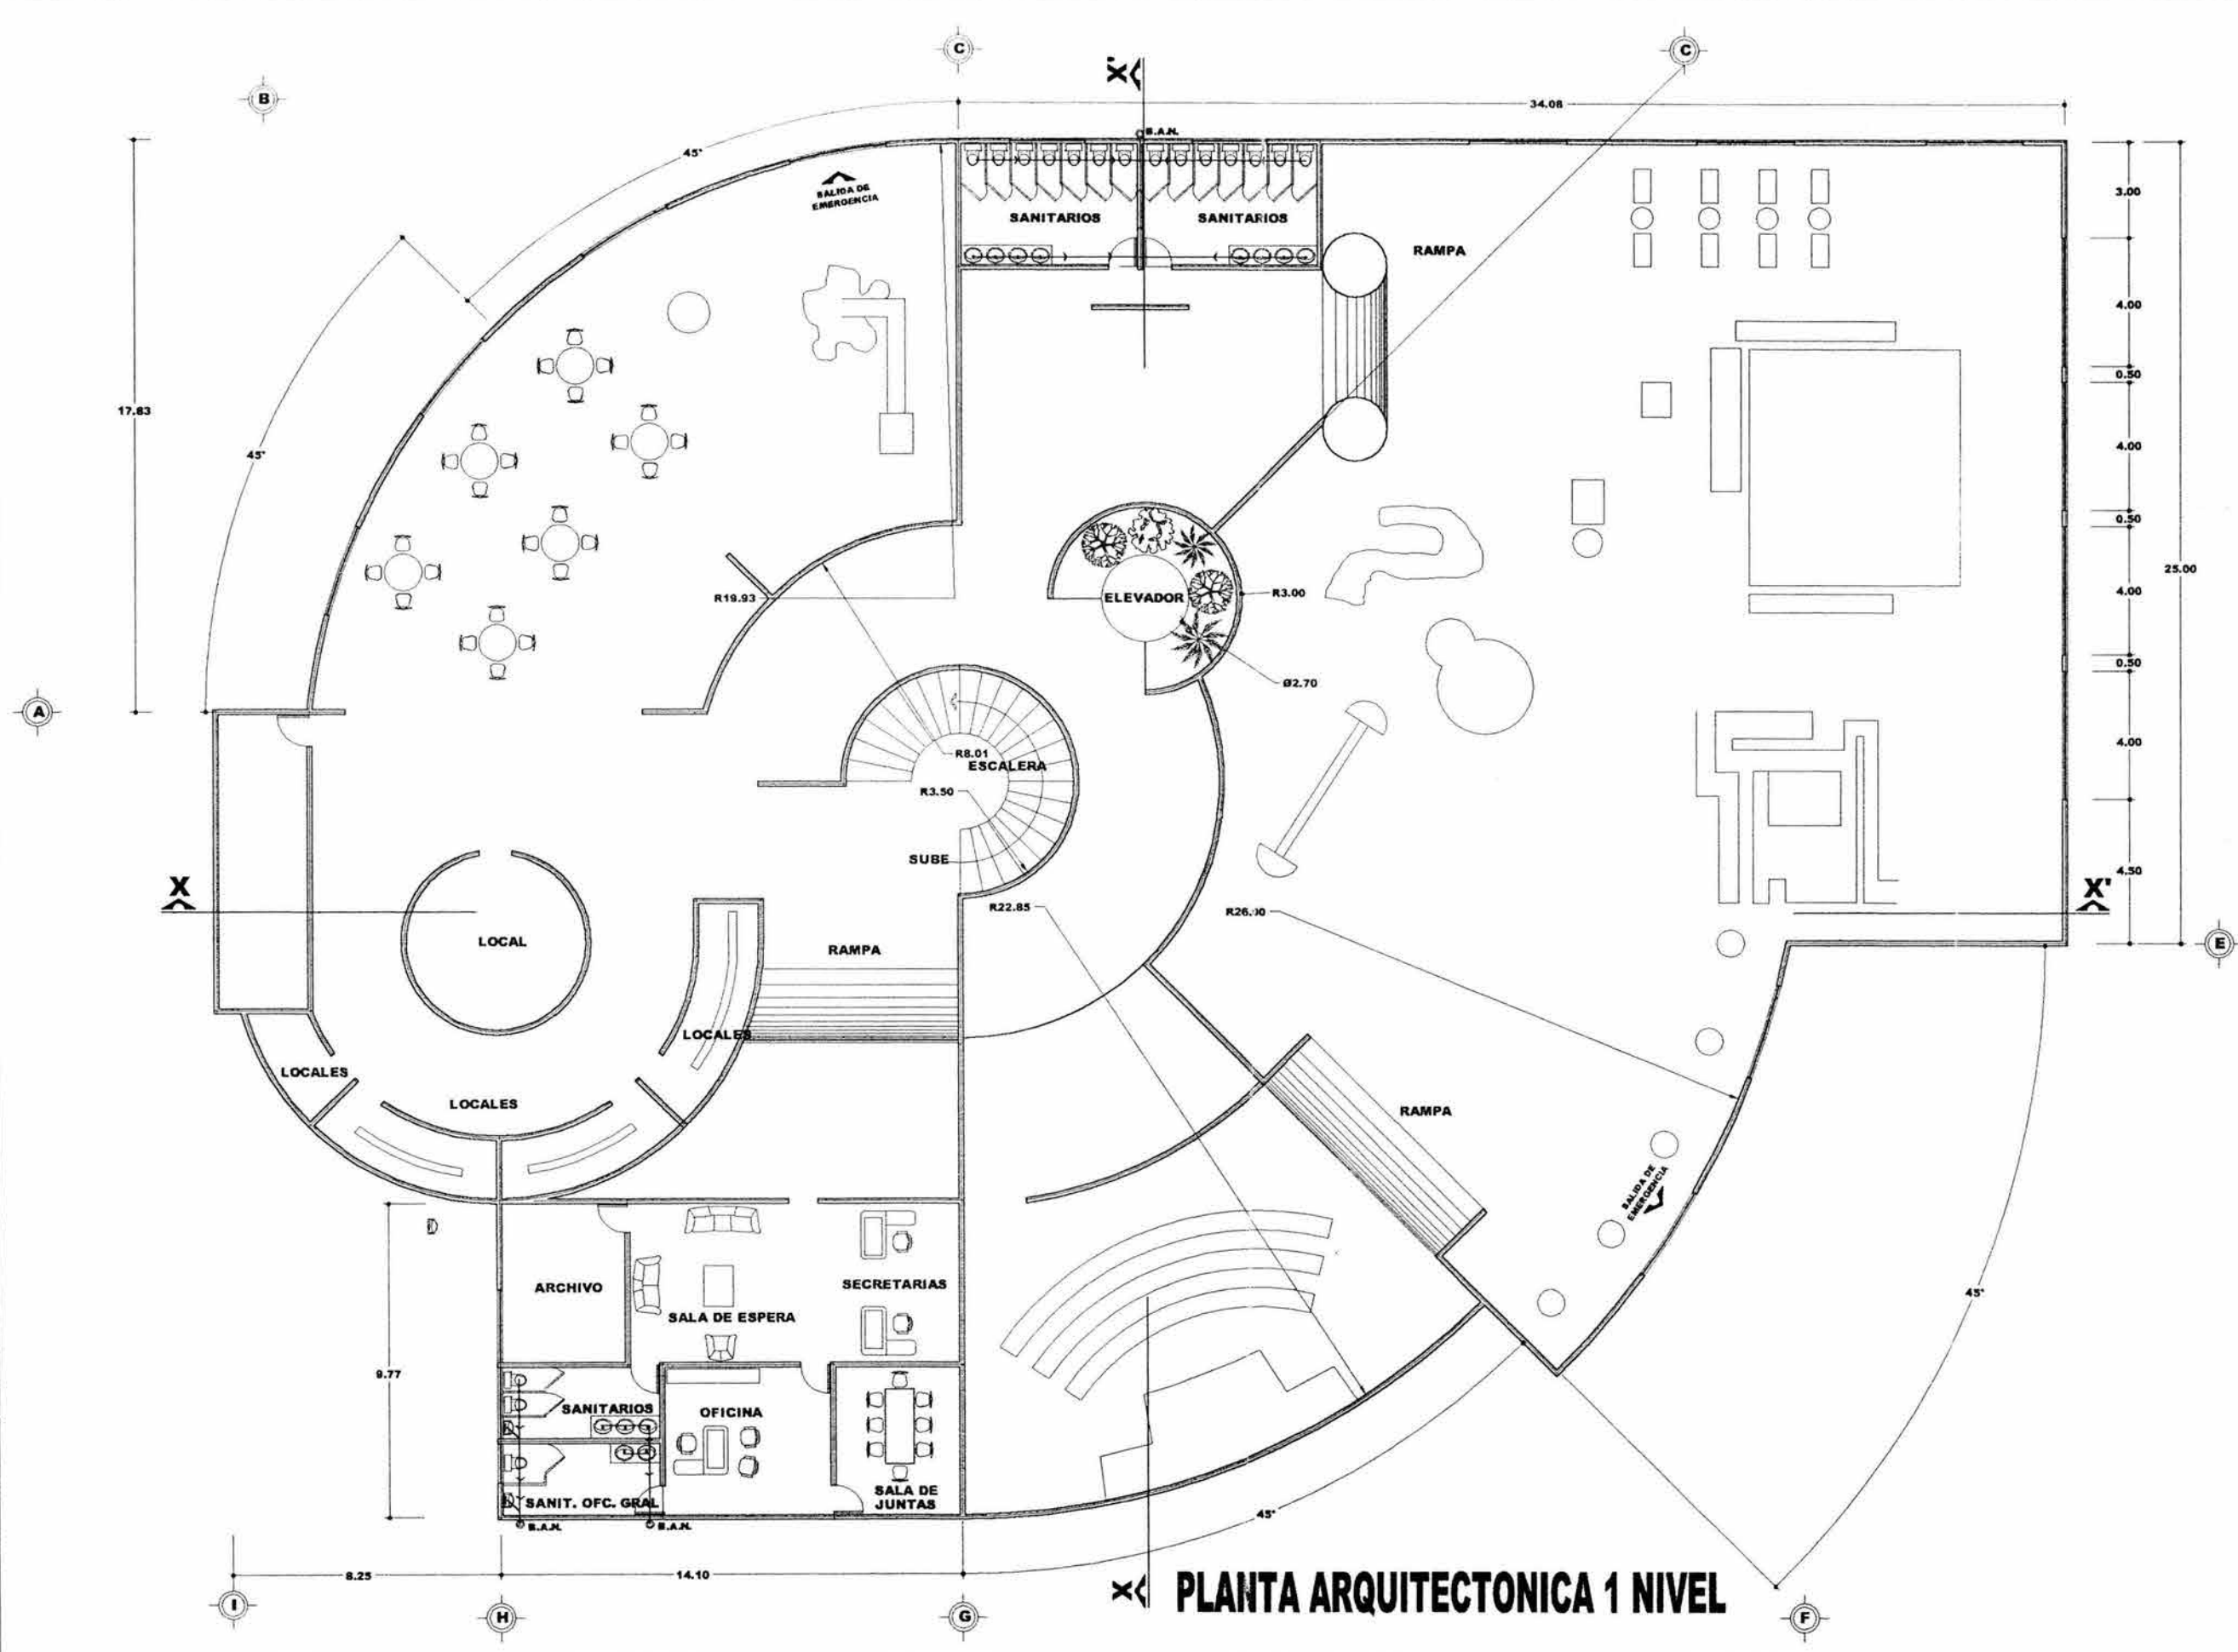 C
C
B
X'
34.08
B.A.N.
45°
SALIDA DE
EMERGENCIA
3.00
SANITARIOS
SANITARIOS
RAMPA
4.00
0.50
17.83
4.00
45°
0.50
25.00
R19.93
ELEVADOR
R3.00
4.00
0.50
Ø2.70
A
4.00
R8.01
ESCALERA
R3.50
SUBE
4.50
X
X'
R22.85
LOCAL
RAMPA
E
LOCALES
LOCALES
LOCALES
RAMPA
SALIDA DE
EMERGENCIA
ARCHIVO
SECRETARIAS
SALA DE ESPERA
45°
9.77
SANITARIOS
OFICINA
SALA DE
JUNTAS
SANIT. OFC. GRAL
B.A.N.
B.A.N.
45°
8.25
14.10
X
PLANTA ARQUITECTONICA 1 NIVEL
I
H
G
F